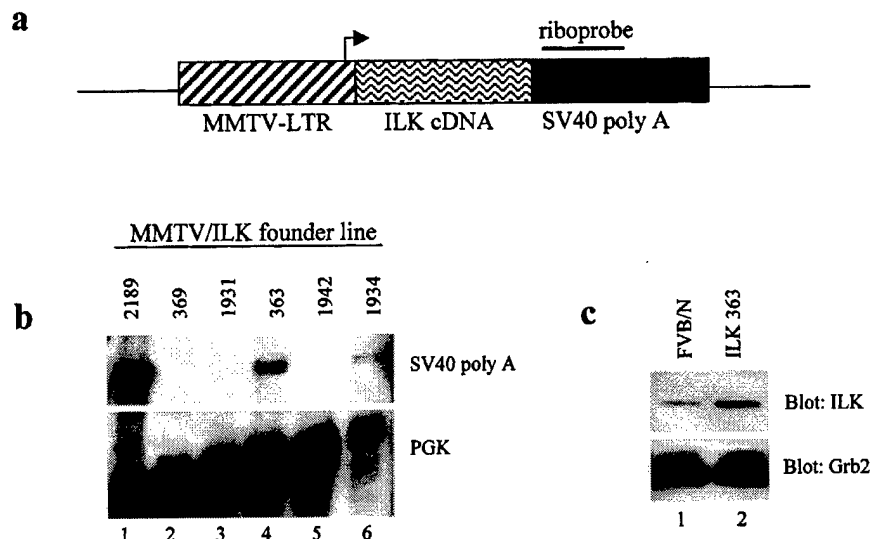 a
riboprobe
MMTV-LTR ILK cDNA SV40 poly A
MMTV/ILK founder line
2189 369 1931 363 1942 1934
b
SV40 poly A
PGK
1 2 3 4 5 6
c
FVB/N ILK 363
Blot: ILK
Blot: Grb2
1 2